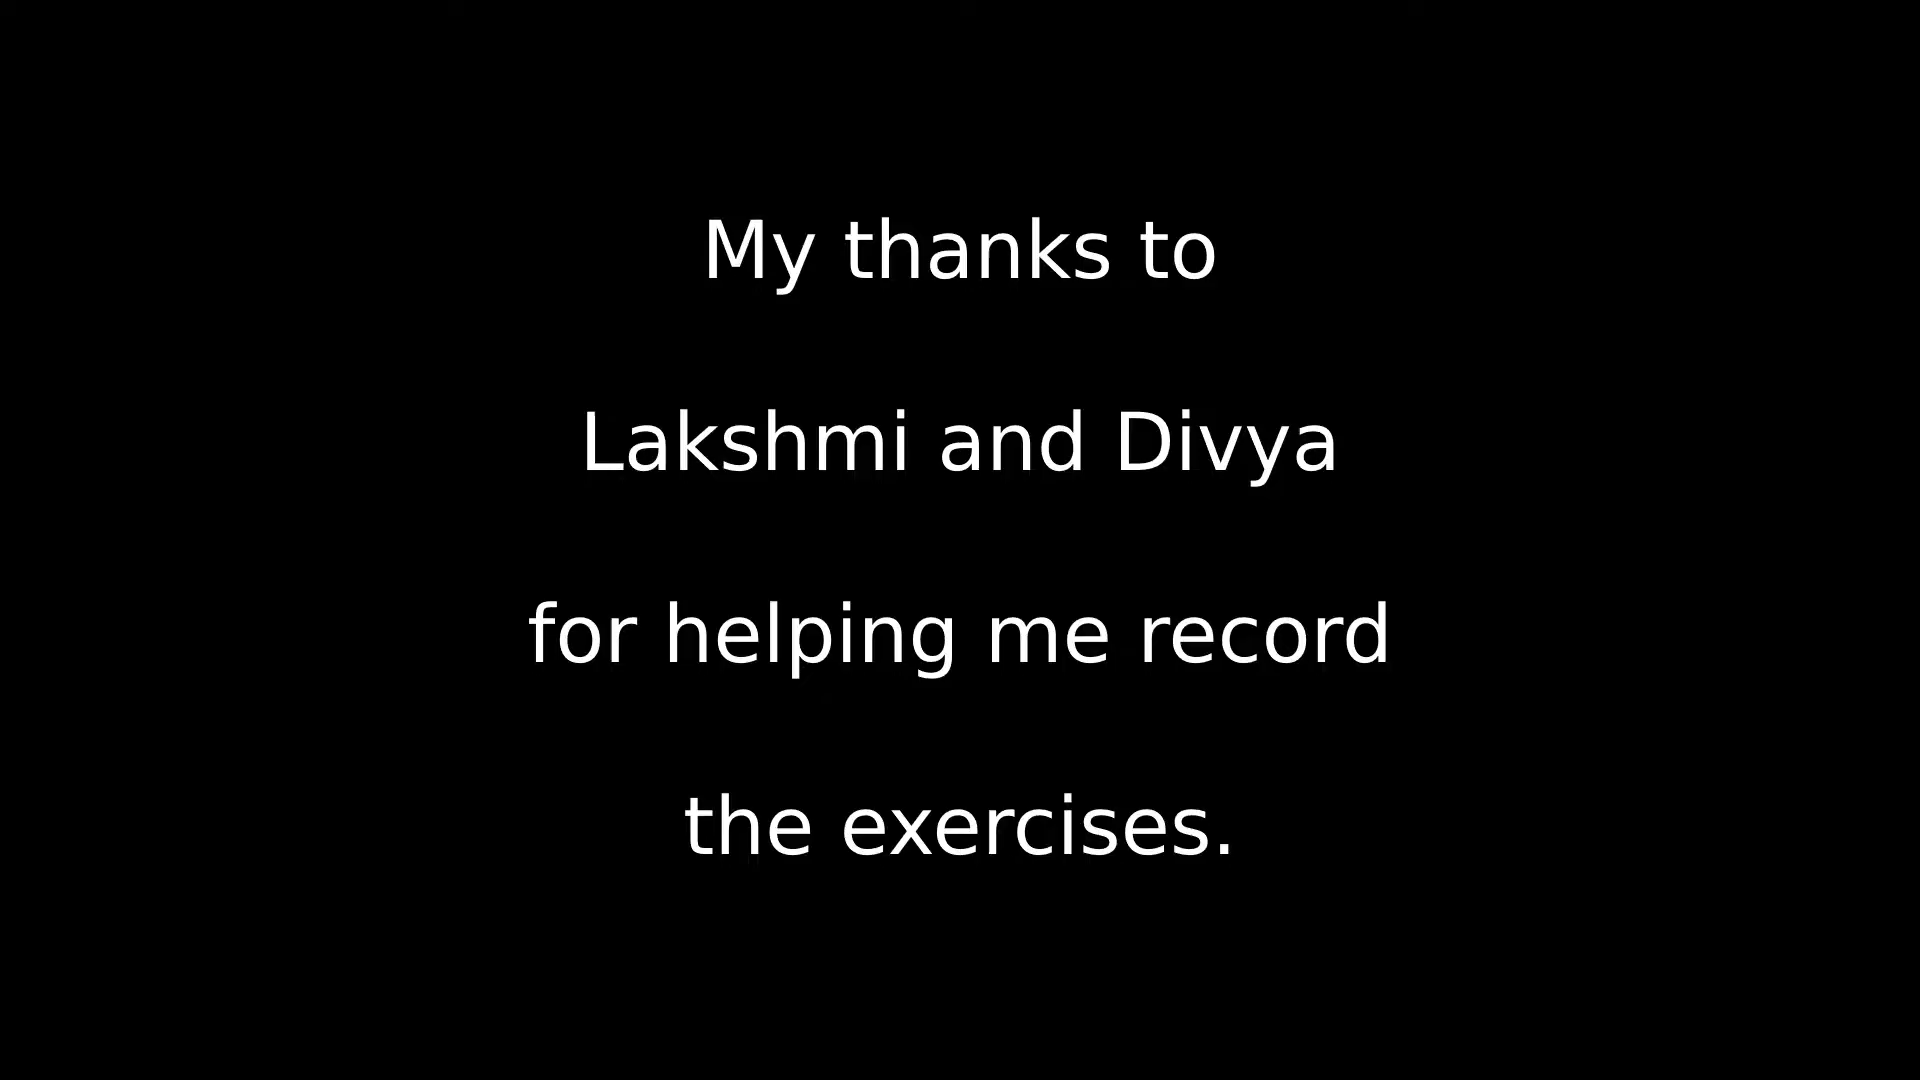 My thanks to
Lakshmi and Divya
for helping me record
the exercises.